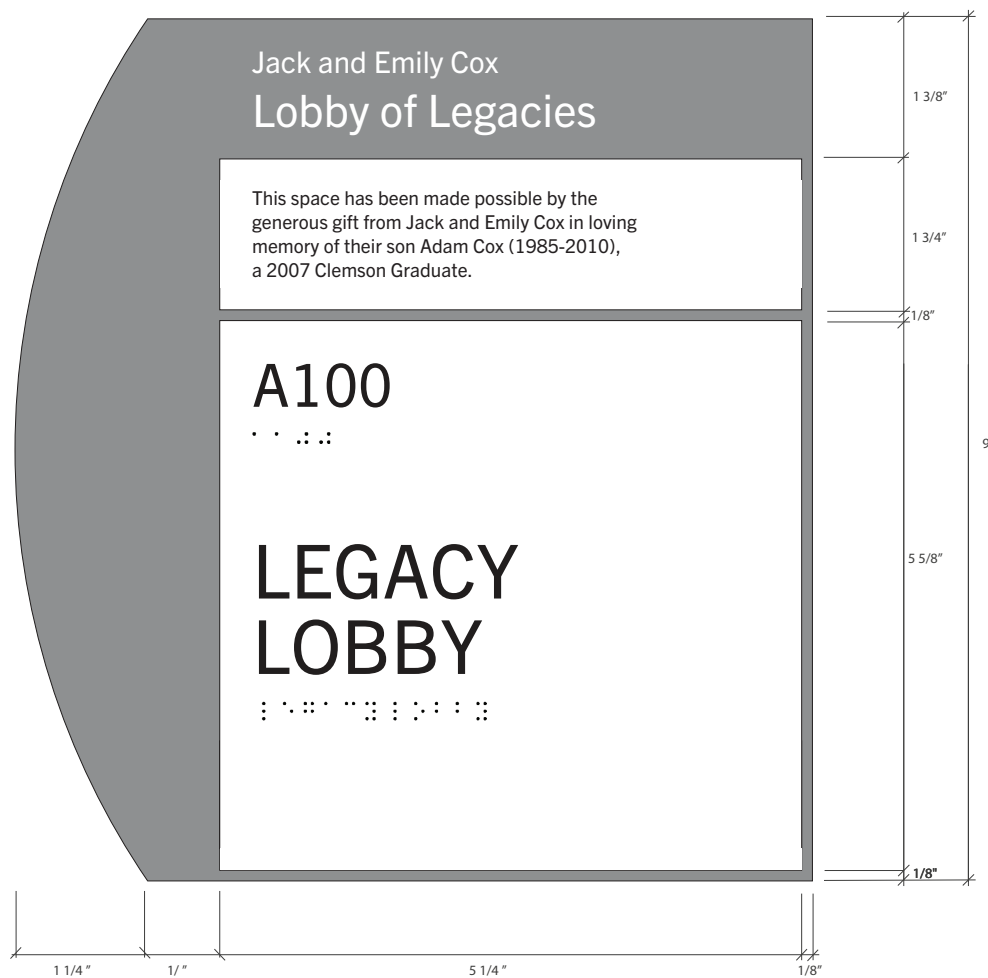 Jack and Emily Cox
Lobby of Legacies
1 3/8"
This space has been made possible by the
generous gift from Jack and Emily Cox in loving
memory of their son Adam Cox (1985-2010),
a 2007 Clemson Graduate.
1 3/4"
1/8"
A100
⠁⠁⠚⠚
9
5 5/8"
LEGACY
LOBBY
⠇⠑⠛⠁⠉⠽⠇⠕⠃⠃⠽
1/8"
1 1/4 "
1/ "
5 1/4 "
1/8"